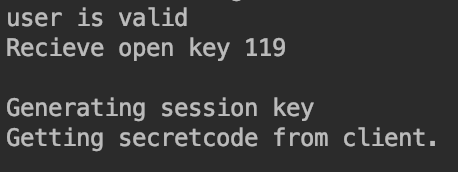 user is valid
Recieve open key 119
Generating session key
Getting secretcode from client.